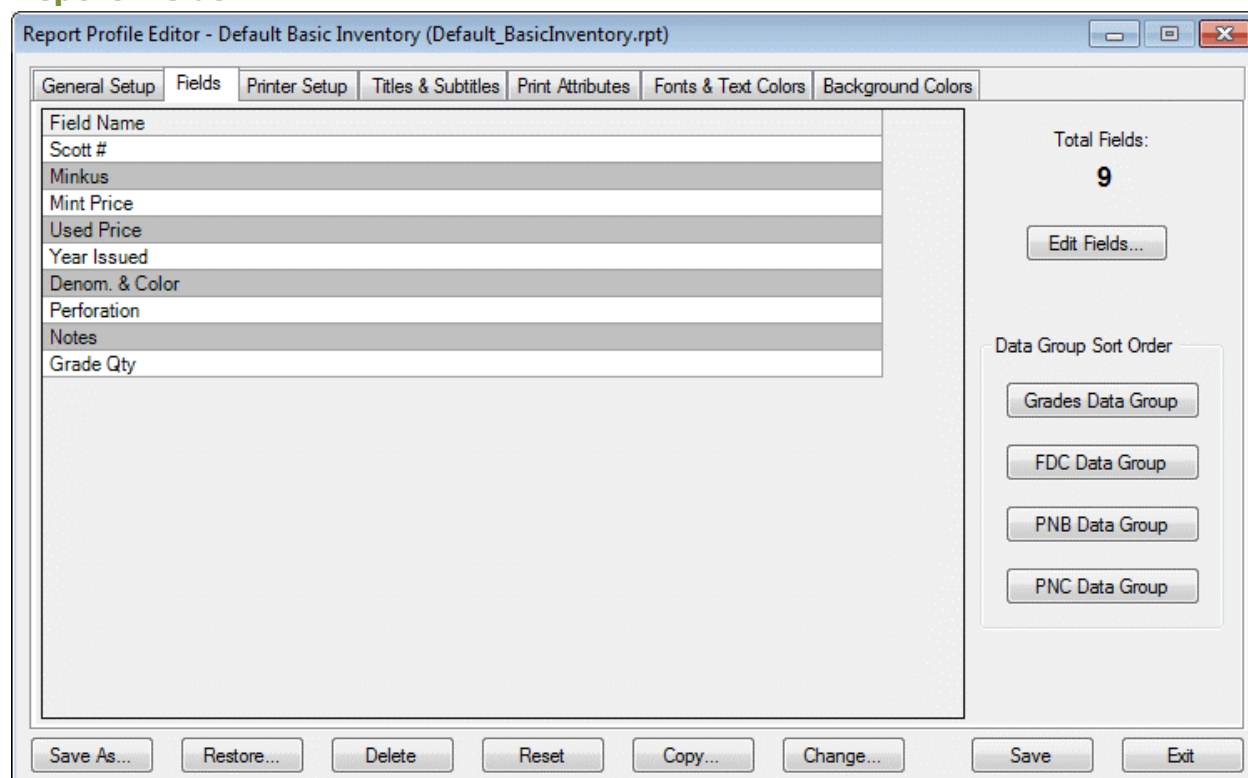 Report Profile Editor - Default Basic Inventory (Default_BasicInventory.rpt)
General Setup Fields Printer Setup Titles & Subtitles Print Attributes Fonts & Text Colors Background Colors
Field Name
Scott #
Minkus
Mint Price
Used Price
Year Issued
Denom. & Color
Perforation
Notes
Grade Qty
Total Fields:
9
Edit Fields...
Data Group Sort Order
Grades Data Group
FDC Data Group
PNB Data Group
PNC Data Group
Save As... Restore... Delete Reset Copy... Change... Save Exit